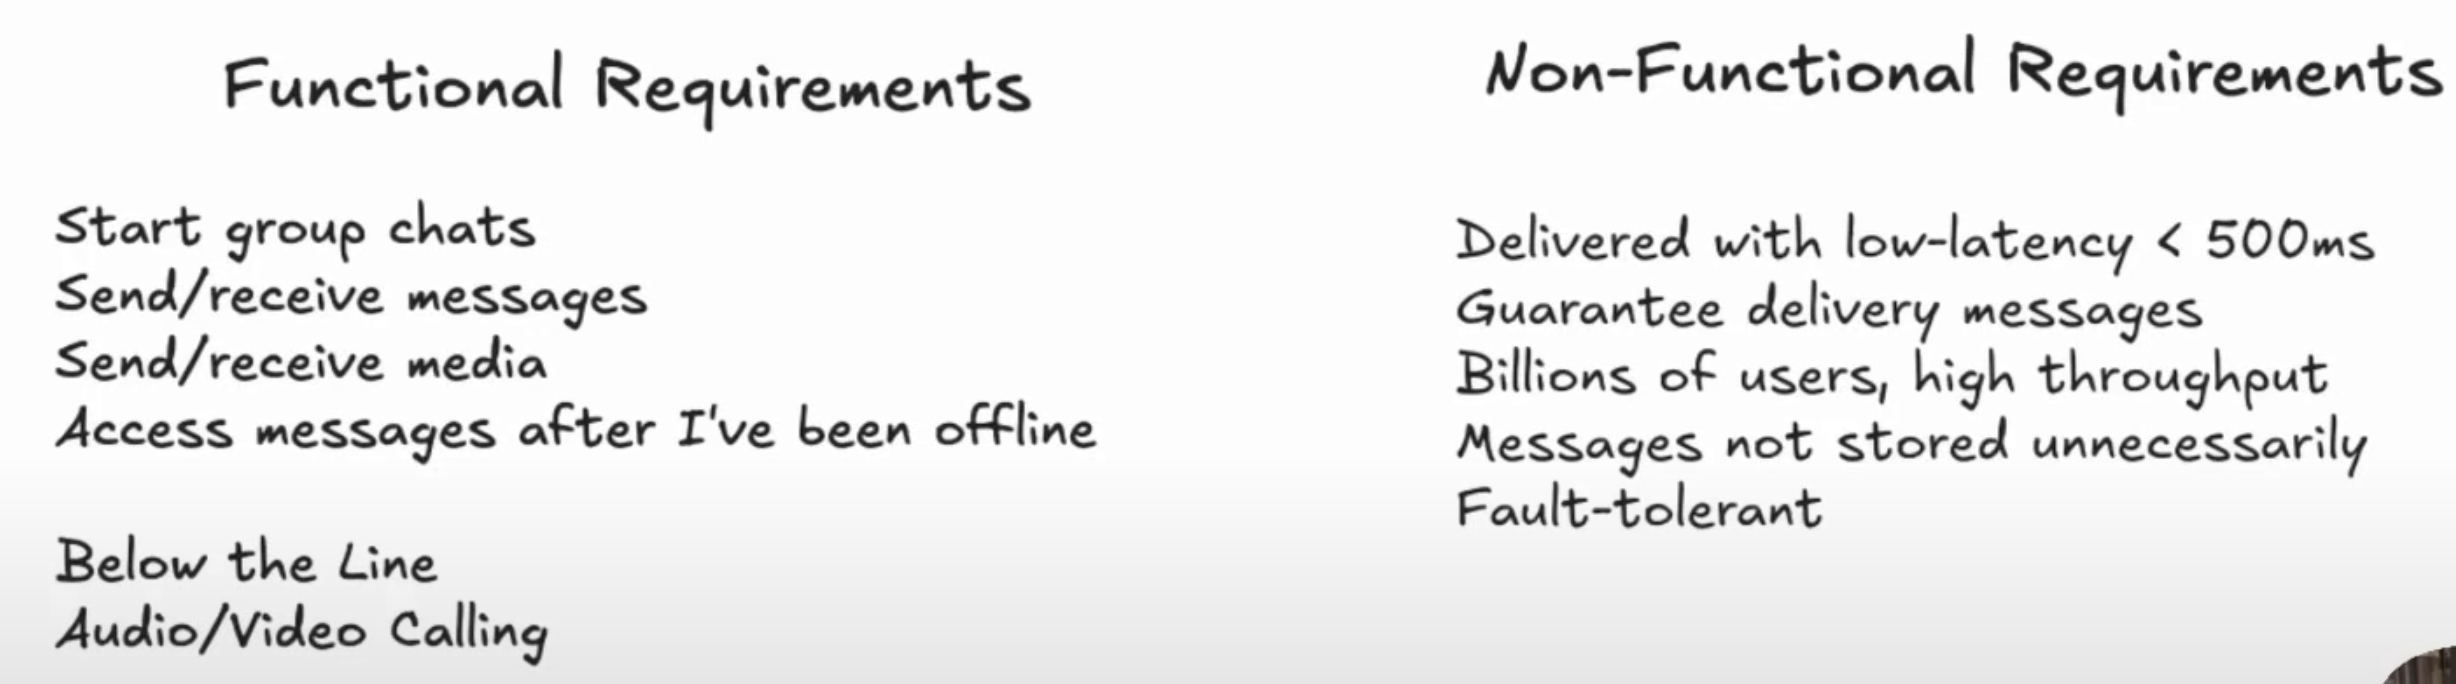 Functional Requirements
Start group chats
Send/receive messages
Send/receive media
Access messages after I've been offline
Below the Line
Audio/Video Calling
Non-Functional Requirements
Delivered with low-latency < 500ms
Guarantee delivery messages
Billions of users, high throughput
Messages not stored unnecessarily
Fault-tolerant